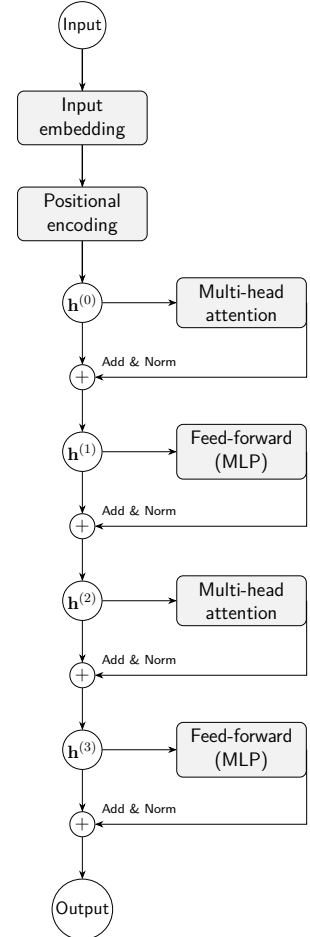 Input
Input
embedding
Positional
encoding
h^(0)
Multi-head
attention
Add & Norm
+
h^(1)
Feed-forward
(MLP)
Add & Norm
+
h^(2)
Multi-head
attention
Add & Norm
+
h^(3)
Feed-forward
(MLP)
Add & Norm
+
Output